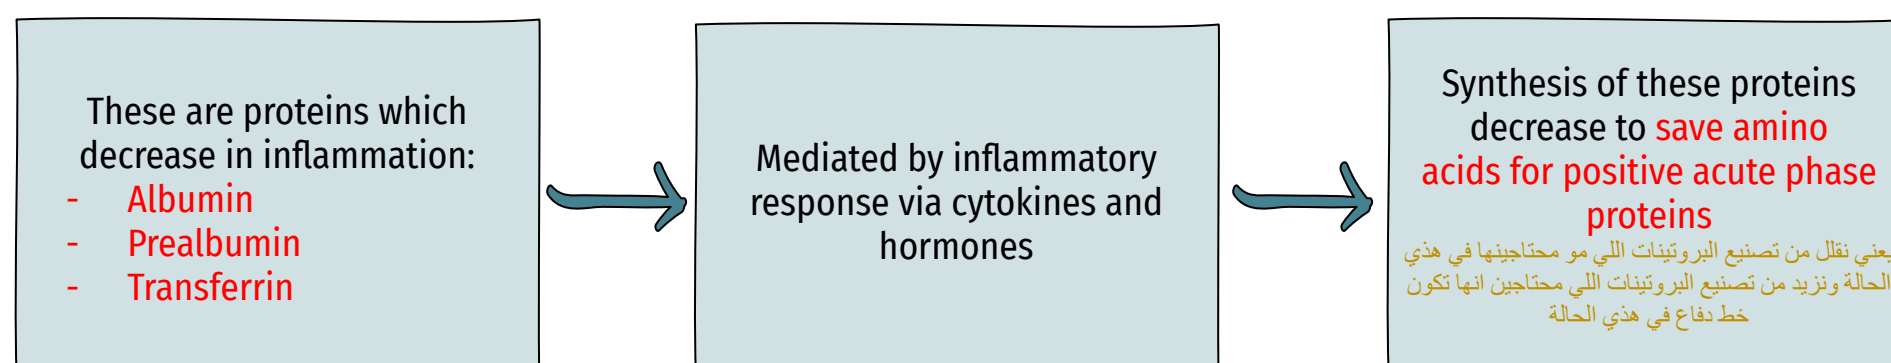 These are proteins which
decrease in inflammation:
- Albumin
- Prealbumin
- Transferrin
Mediated by inflammatory
response via cytokines and
hormones
Synthesis of these proteins
decrease to save amino
acids for positive acute phase
proteins
يعني نقلل من تصنيع البروتينات اللي مو محتاجينها في هذي
الحالة ونزيد من تصنيع البروتينات اللي محتاجين انها تكون
خط دفاع في هذي الحالة